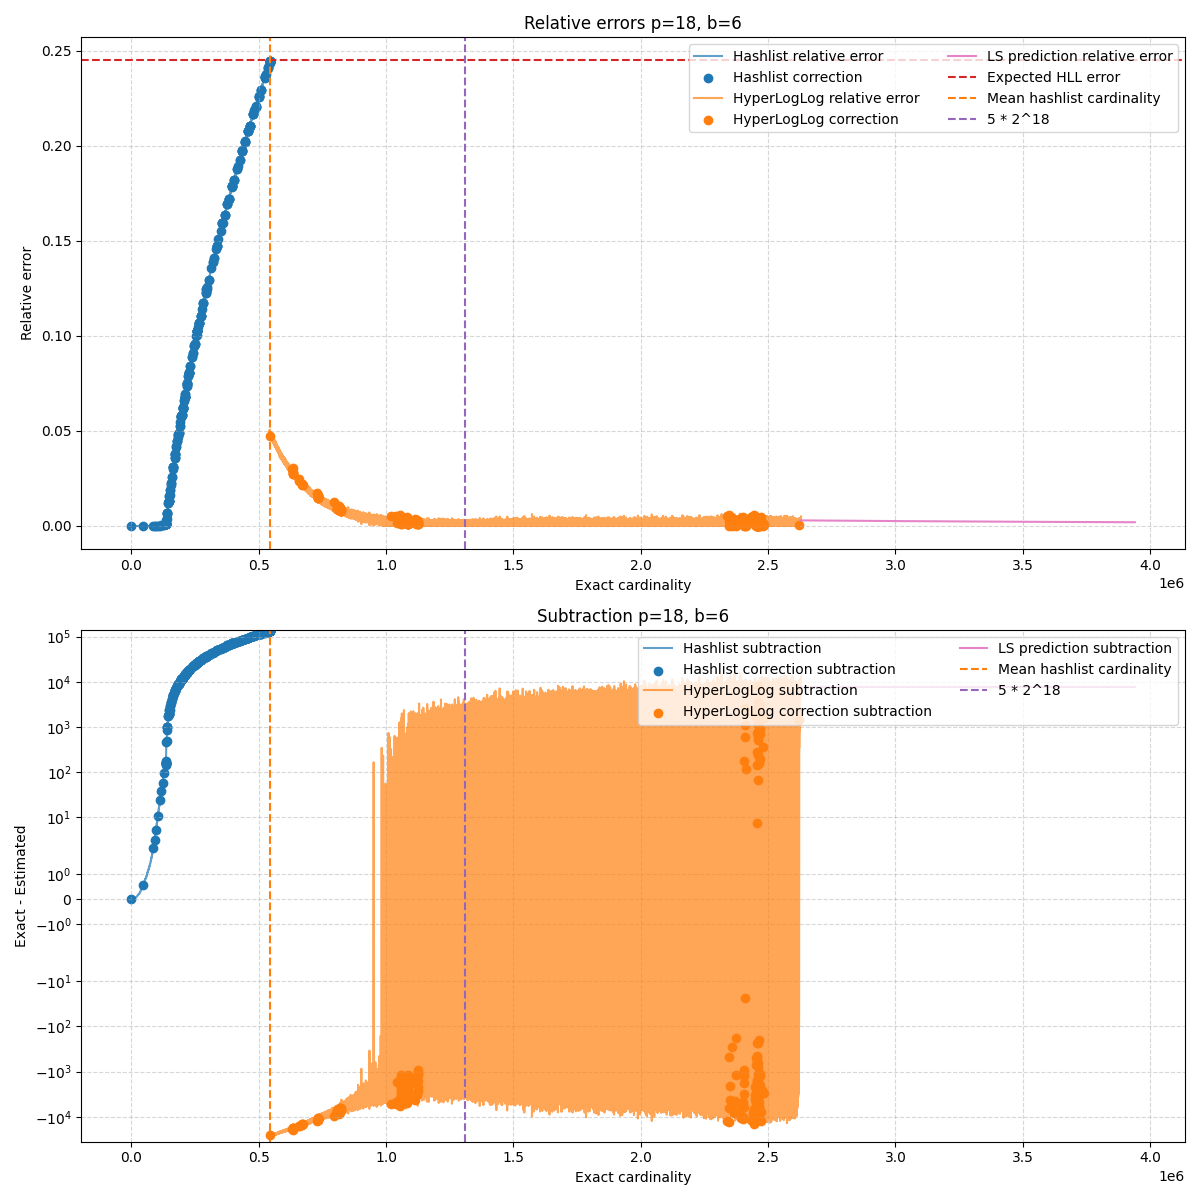 Relative errors p=18, b=6
Relative error
0.25
0.20
0.15
0.10
0.05
0.00
Hashlist relative error
Hashlist correction
HyperLogLog relative error
HyperLogLog correction
LS prediction relative error
Expected HLL error
Mean hashlist cardinality
5 * 2^18
0.0 0.5 1.0 1.5 2.0 2.5 3.0 3.5 4.0
1e6
Exact cardinality
Subtraction p=18, b=6
Exact - Estimated
10^5
10^4
10^3
10^2
10^1
10^0
0
−10^0
−10^1
−10^2
−10^3
−10^4
Hashlist subtraction
Hashlist correction subtraction
HyperLogLog subtraction
HyperLogLog correction subtraction
LS prediction subtraction
Mean hashlist cardinality
5 * 2^18
0.0 0.5 1.0 1.5 2.0 2.5 3.0 3.5 4.0
1e6
Exact cardinality